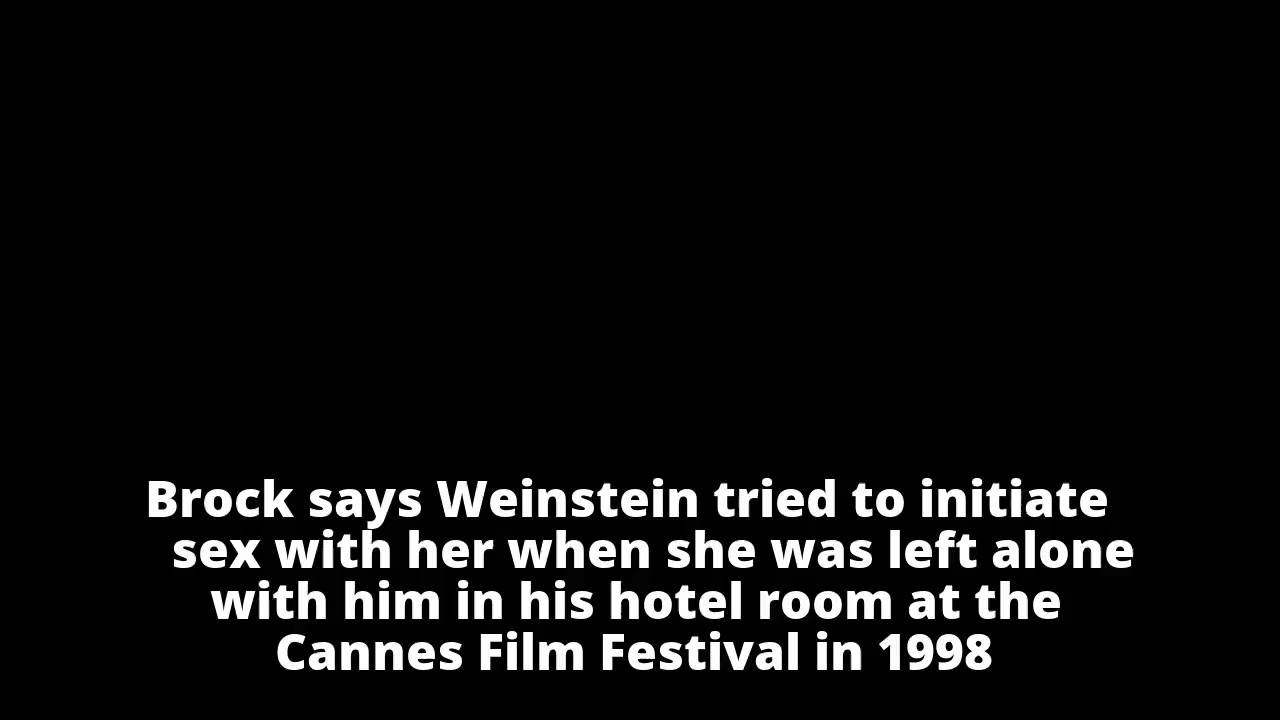 Brock says Weinstein tried to initiate
sex with her when she was left alone
with him in his hotel room at the
Cannes Film Festival in 1998